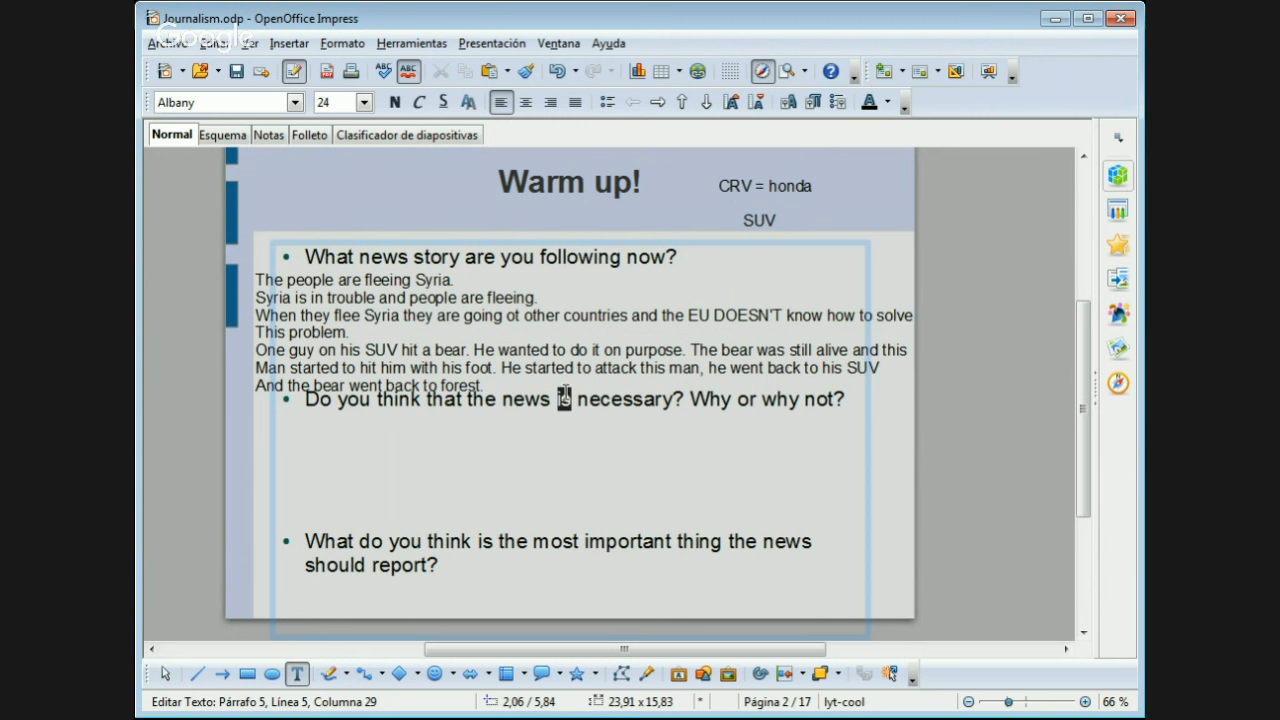 Journalism.odp - OpenOffice Impress
Google
Archivo Editar Ver Insertar Formato Herramientas Presentación Ventana Ayuda
Albany 24 N C S
Normal Esquema Notas Folleto Clasificador de diapositivas
Warm up!
CRV = honda
SUV
• What news story are you following now?
The people are fleeing Syria.
Syria is in trouble and people are fleeing.
When they flee Syria they are going ot other countries and the EU DOESN'T know how to solve
This problem.
One guy on his SUV hit a bear. He wanted to do it on purpose. The bear was still alive and this
Man started to hit him with his foot. He started to attack this man, he went back to his SUV
And the bear went back to forest.
• Do you think that the news is necessary? Why or why not?
• What do you think is the most important thing the news
should report?
Editar Texto: Párrafo 5, Línea 5, Columna 29 2,06 / 5,84 23,91 x 15,83 * Página 2 / 17 lyt-cool 66 %